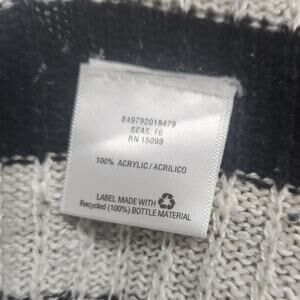 849792018479
SEAS: F6
RN 15099
100% ACRYLIC / ACRILICO
LABEL MADE WITH
Recycled (100%) BOTTLE MATERIAL